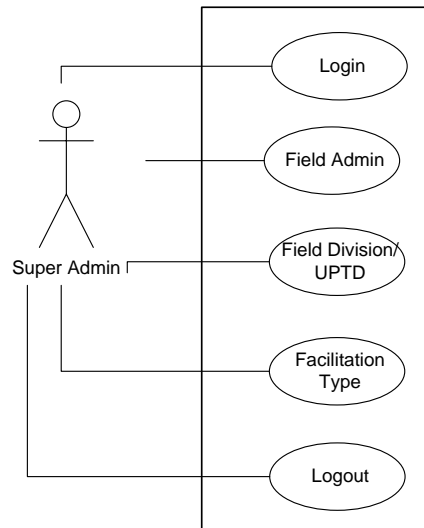 Login
Field Admin
Super Admin
Field Division/
UPTD
Facilitation
Type
Logout